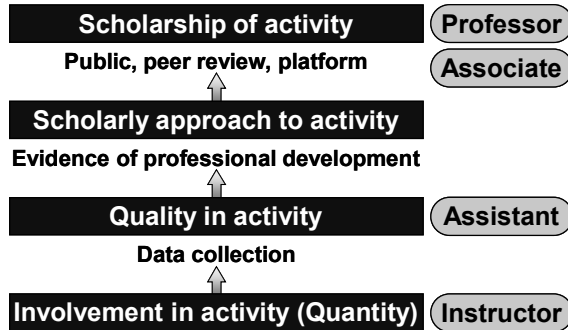 Scholarship of activity
Professor
Public, peer review, platform
Associate
Scholarly approach to activity
Evidence of professional development
Quality in activity
Assistant
Data collection
Involvement in activity (Quantity)
Instructor